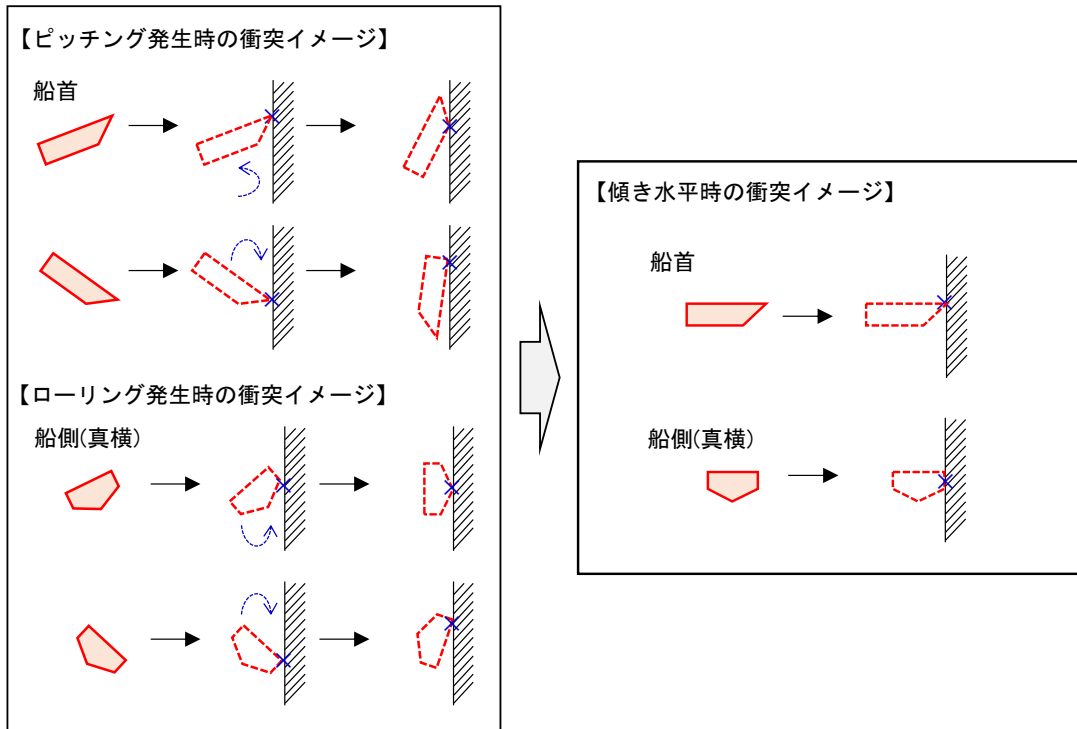 【ピッチング発生時の衝突イメージ】
船首
【ローリング発生時の衝突イメージ】
船側(真横)
【傾き水平時の衝突イメージ】
船首
船側(真横)